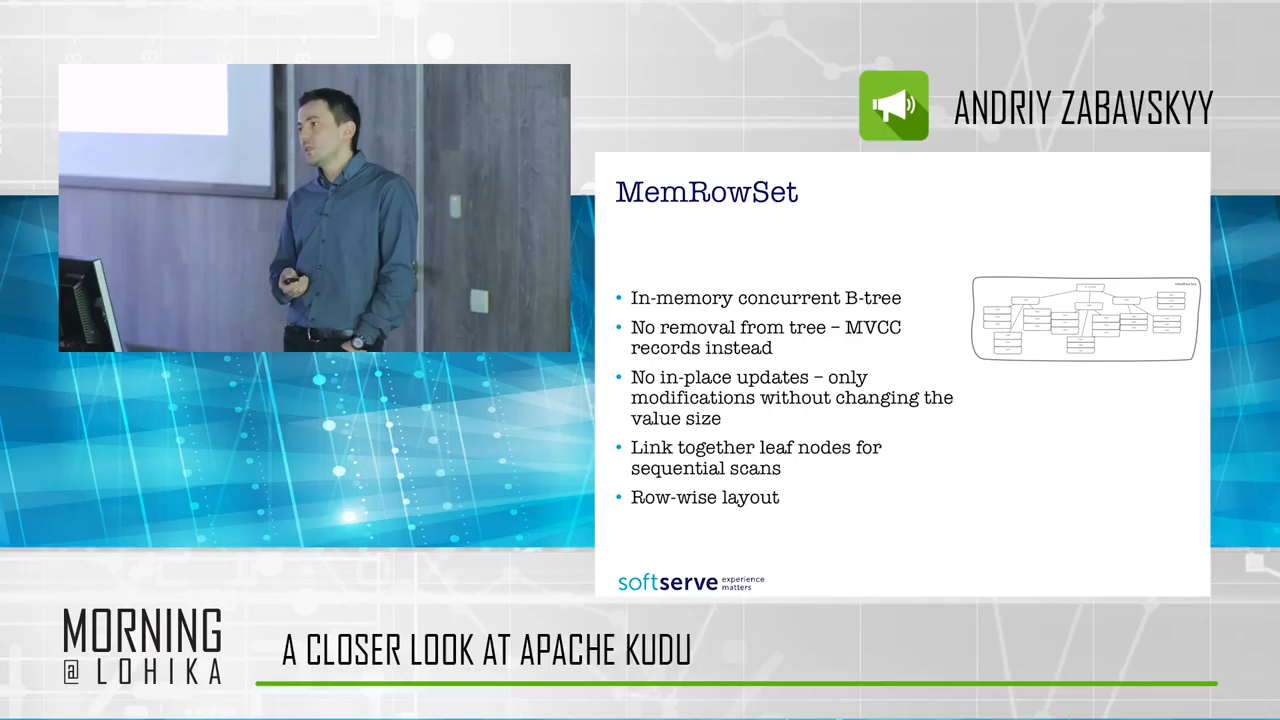 ANDRIY ZABAVSKYY
MemRowSet
• In-memory concurrent B-tree
• No removal from tree – MVCC
records instead
• No in-place updates – only
modifications without changing the
value size
• Link together leaf nodes for
sequential scans
• Row-wise layout
softserve experience
matters
MORNING
@ LOHIKA
A CLOSER LOOK AT APACHE KUDU